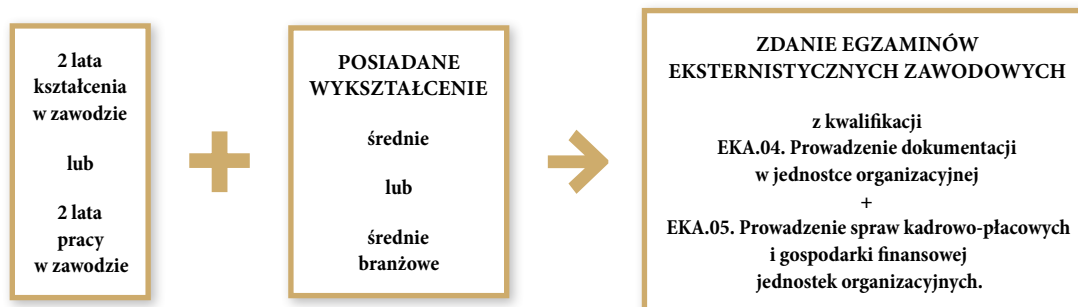 2 lata
kształcenia
w zawodzie
lub
2 lata
pracy
w zawodzie
POSIADANE
WYKSZTAŁCENIE
średnie
lub
średnie
branżowe
ZDANIE EGZAMINÓW
EKSTERNISTYCZNYCH ZAWODOWYCH
z kwalifikacji
EKA.04. Prowadzenie dokumentacji
w jednostce organizacyjnej
+
EKA.05. Prowadzenie spraw kadrowo-płacowych
i gospodarki finansowej
jednostek organizacyjnych.